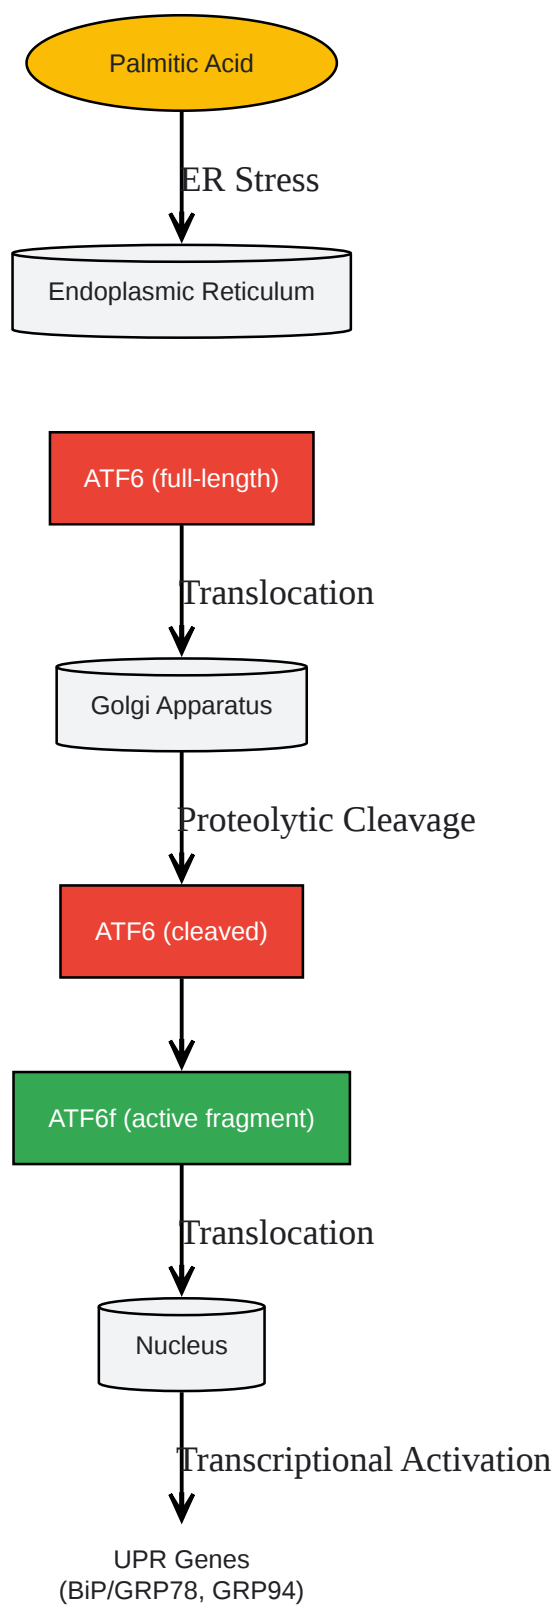 Palmitic Acid
ER Stress
Endoplasmic Reticulum
ATF6 (full-length)
Translocation
Golgi Apparatus
Proteolytic Cleavage
ATF6 (cleaved)
ATF6f (active fragment)
Translocation
Nucleus
Transcriptional Activation
UPR Genes
(BiP/GRP78, GRP94)